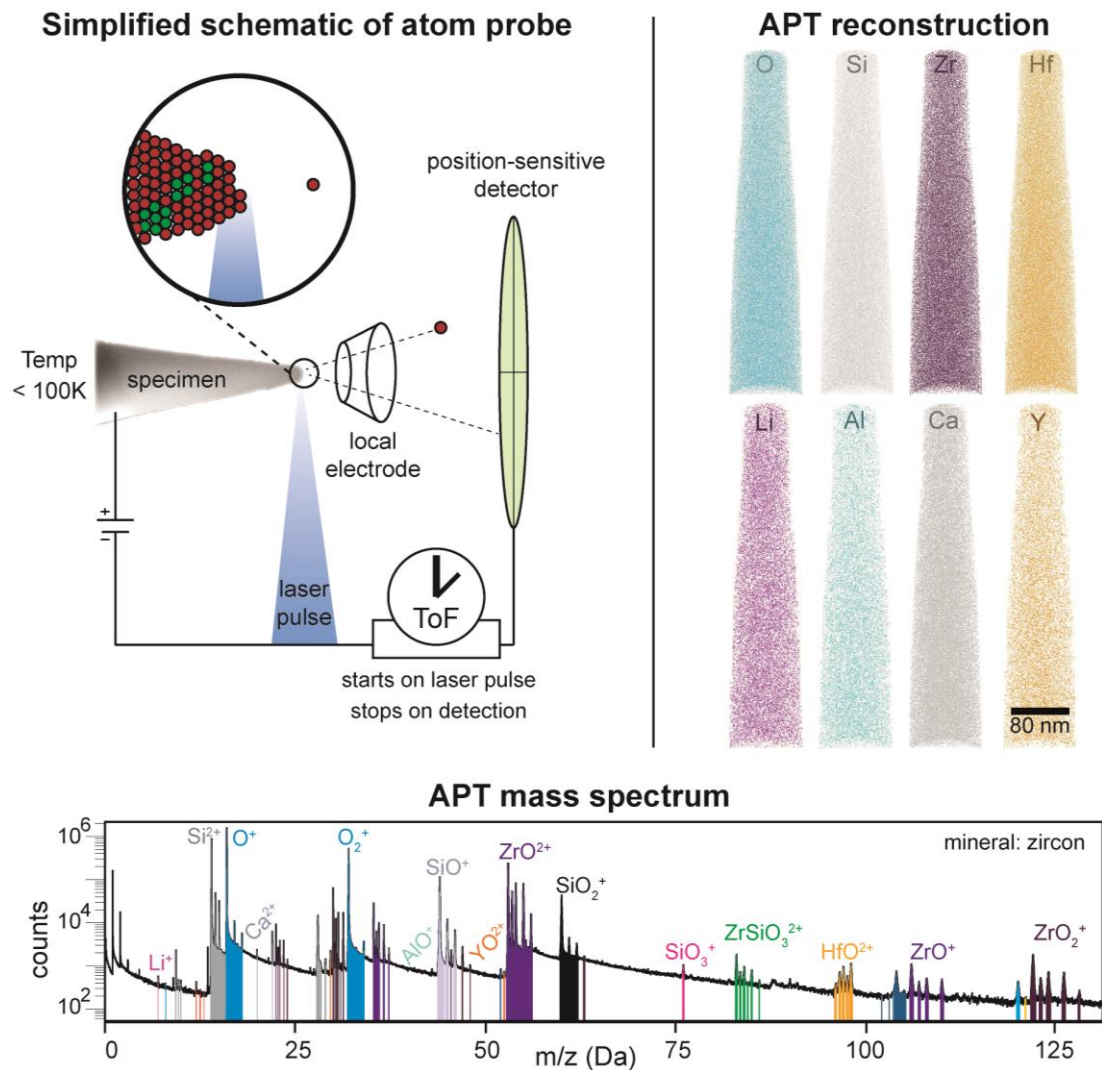 Simplified schematic of atom probe
position-sensitive
detector
Temp
< 100K
specimen
local
electrode
+
−
laser
pulse
ToF
starts on laser pulse
stops on detection
APT reconstruction
O Si Zr Hf
Li Al Ca Y
80 nm
APT mass spectrum
mineral: zircon
counts
10⁶
10⁴
10²
Li⁺
Si²⁺
O⁺
Ca²⁺
O₂⁺
AlO⁺
SiO⁺
YO²⁺
ZrO²⁺
SiO₂⁺
SiO₃⁺
ZrSiO₃²⁺
HfO²⁺
ZrO⁺
ZrO₂⁺
0 25 50 75 100 125
m/z (Da)